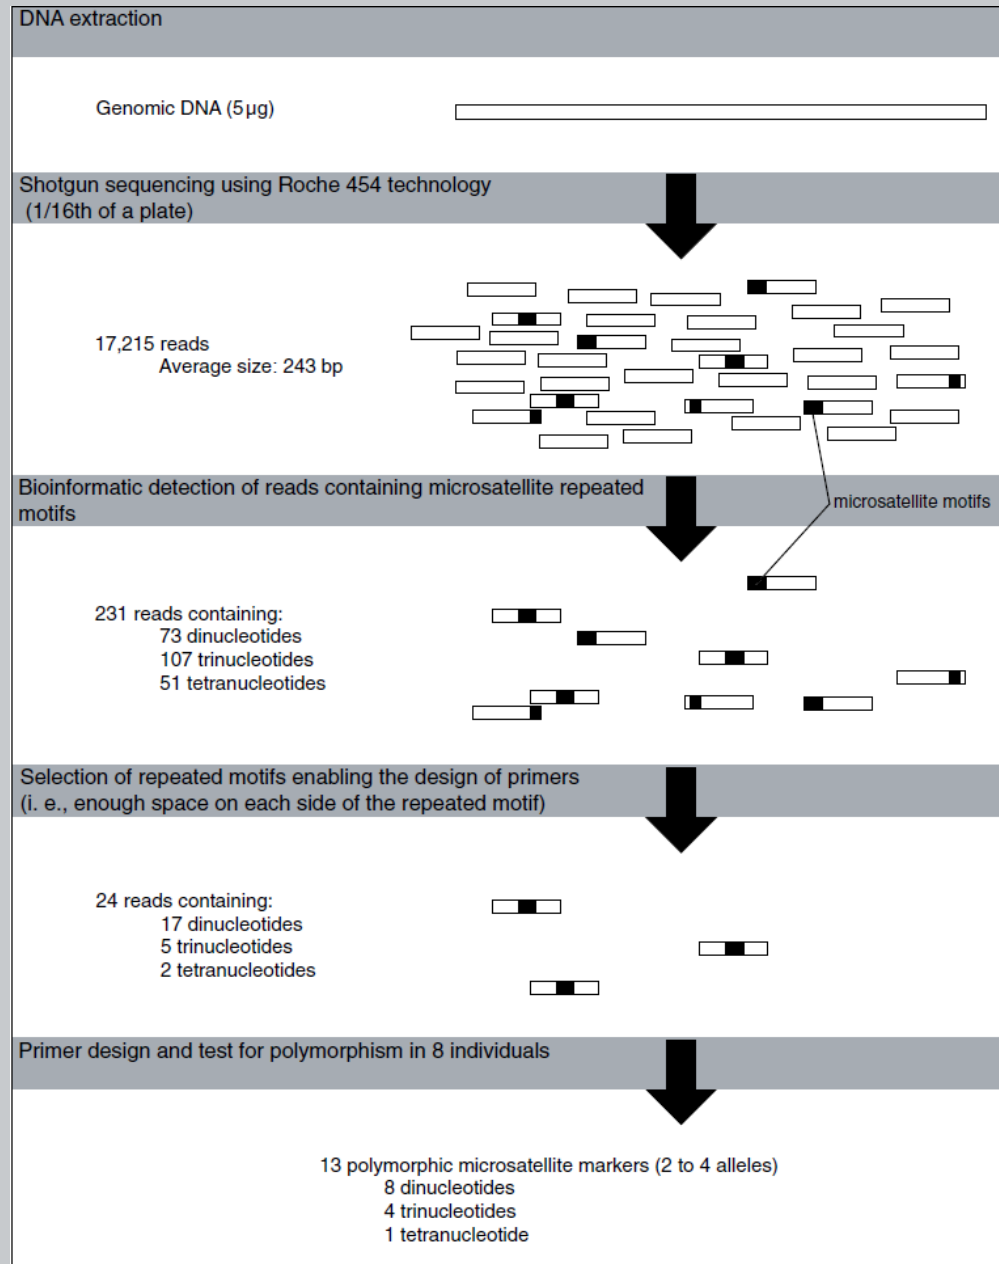 DNA extraction
Genomic DNA (5 µg)
Shotgun sequencing using Roche 454 technology
(1/16th of a plate)
17,215 reads
Average size: 243 bp
Bioinformatic detection of reads containing microsatellite repeated
motifs
microsatellite motifs
231 reads containing:
73 dinucleotides
107 trinucleotides
51 tetranucleotides
Selection of repeated motifs enabling the design of primers
(i. e., enough space on each side of the repeated motif)
24 reads containing:
17 dinucleotides
5 trinucleotides
2 tetranucleotides
Primer design and test for polymorphism in 8 individuals
13 polymorphic microsatellite markers (2 to 4 alleles)
8 dinucleotides
4 trinucleotides
1 tetranucleotide